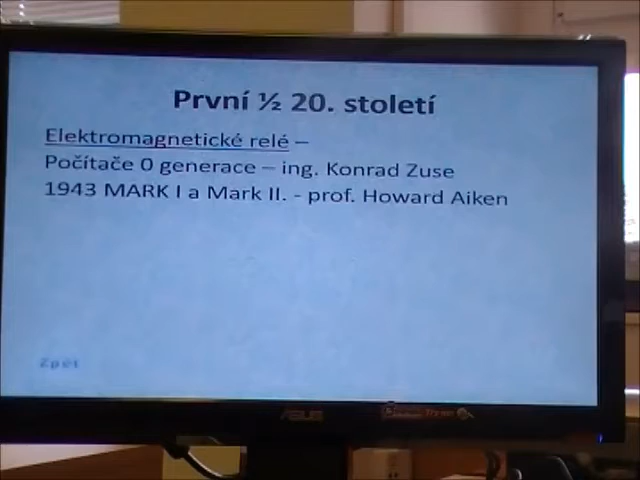 První ½ 20. století
Elektromagnetické relé –
Počítače 0 generace – ing. Konrad Zuse
1943 MARK I a Mark II. - prof. Howard Aiken
Zpět
ASUS